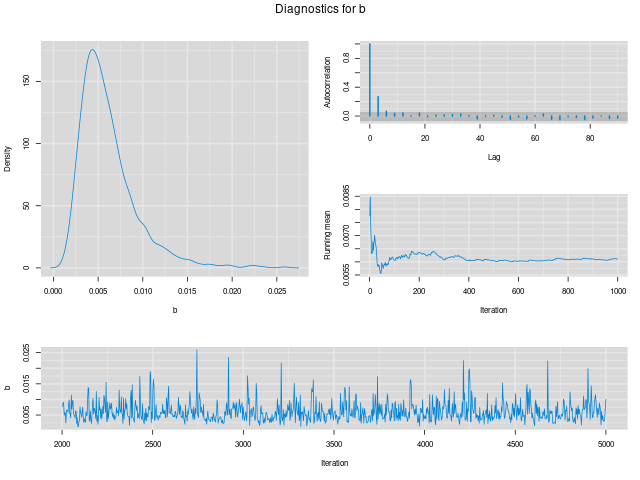 Diagnostics for b
Density
0 50 100 150
0.000 0.005 0.010 0.015 0.020 0.025
b
Autocorrelation
0.0 0.4 0.8
0 20 40 60 80
Lag
Running mean
0.0055 0.0070 0.0085
0 200 400 600 800 1000
Iteration
b
0.005 0.015 0.025
2000 2500 3000 3500 4000 4500 5000
Iteration